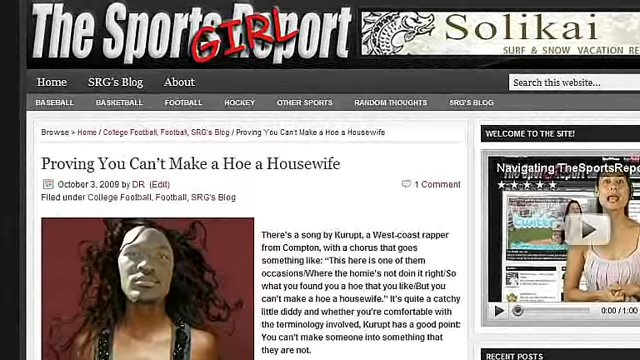 The Sports Report
GIRL
Solikai
SURF & SNOW VACATION RE
Home SRG's Blog About
Search this website...
BASEBALL BASKETBALL FOOTBALL HOCKEY OTHER SPORTS RANDOM THOUGHTS SRG'S BLOG
Browse > Home / College Football, Football, SRG's Blog / Proving You Can't Make a Hoe a Housewife
Proving You Can't Make a Hoe a Housewife
October 3, 2009 by DR (Edit)
1 Comment
Filed under College Football, Football, SRG's Blog
There's a song by Kurupt, a West-coast rapper
from Compton, with a chorus that goes
something like: "This here is one of them
occasions/Where the homie's not doin it right/So
what you found you a hoe that you like/But you
can't make a hoe a housewife." It's quite a catchy
little diddy and whether you're comfortable with
the terminology involved, Kurupt has a good point:
You can't make someone into something that
they are not.
WELCOME TO THE SITE!
Navigating TheSportsRepo
twitter
0:00 / 1:00
RECENT POSTS